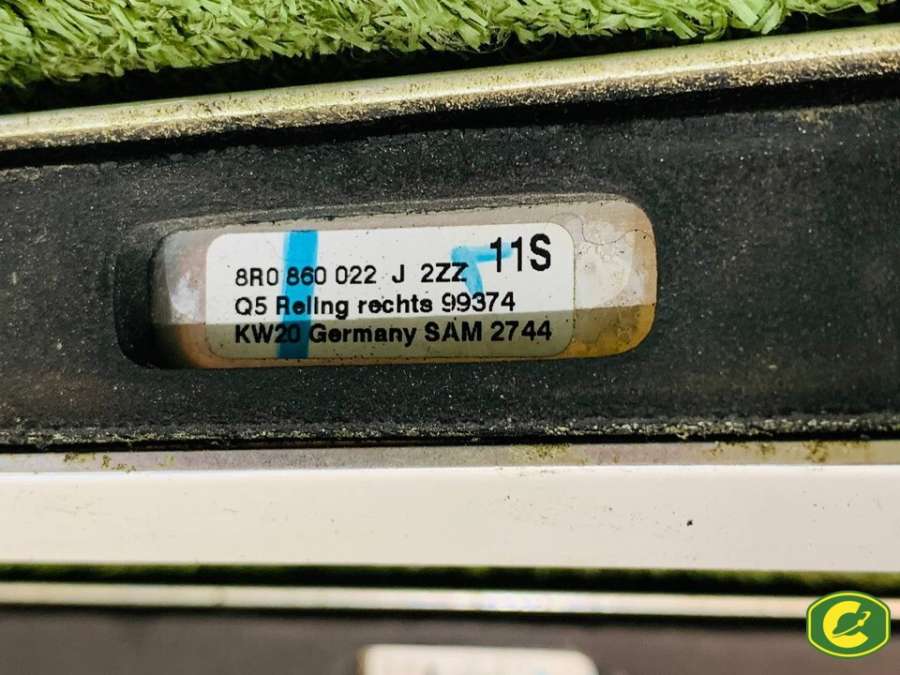 8R0 860 022 J 2ZZ 11S
Q5 Reling rechts 99374
KW20 Germany SAM 2744